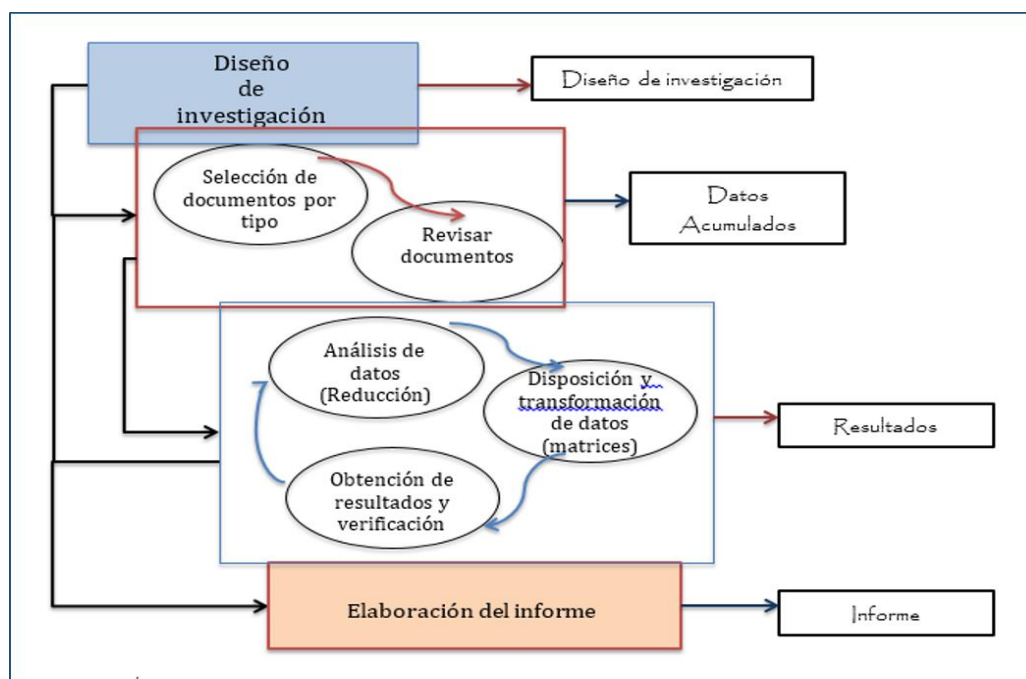 Diseño
de
investigación
Diseño de investigación
Selección de
documentos por
tipo
Revisar
documentos
Datos
Acumulados
Análisis de
datos
(Reducción)
Disposición y
transformación
de datos
(matrices)
Obtención de
resultados y
verificación
Resultados
Elaboración del informe
Informe